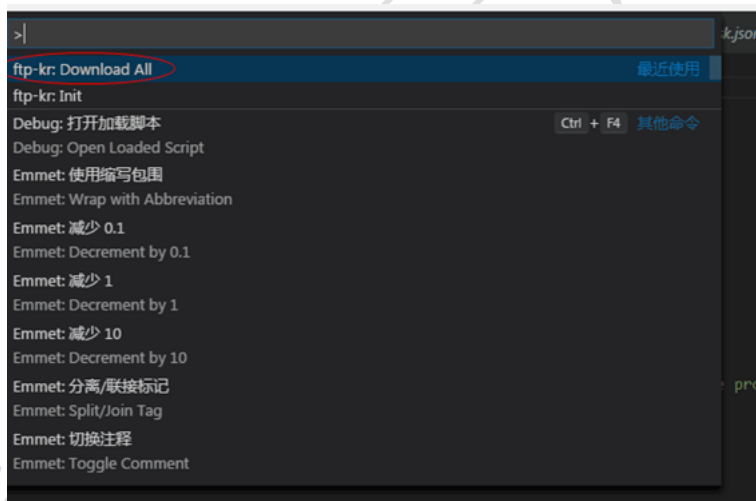 >
k.json
ftp-kr: Download All 最近使用
ftp-kr: Init
Debug: 打开加载脚本 Ctrl + F4 其他命令
Debug: Open Loaded Script
Emmet: 使用缩写包围
Emmet: Wrap with Abbreviation
Emmet: 减少 0.1
Emmet: Decrement by 0.1
Emmet: 减少 1
Emmet: Decrement by 1
Emmet: 减少 10
Emmet: Decrement by 10
Emmet: 分离/联接标记
: pro
Emmet: Split/Join Tag
Emmet: 切换注释
Emmet: Toggle Comment